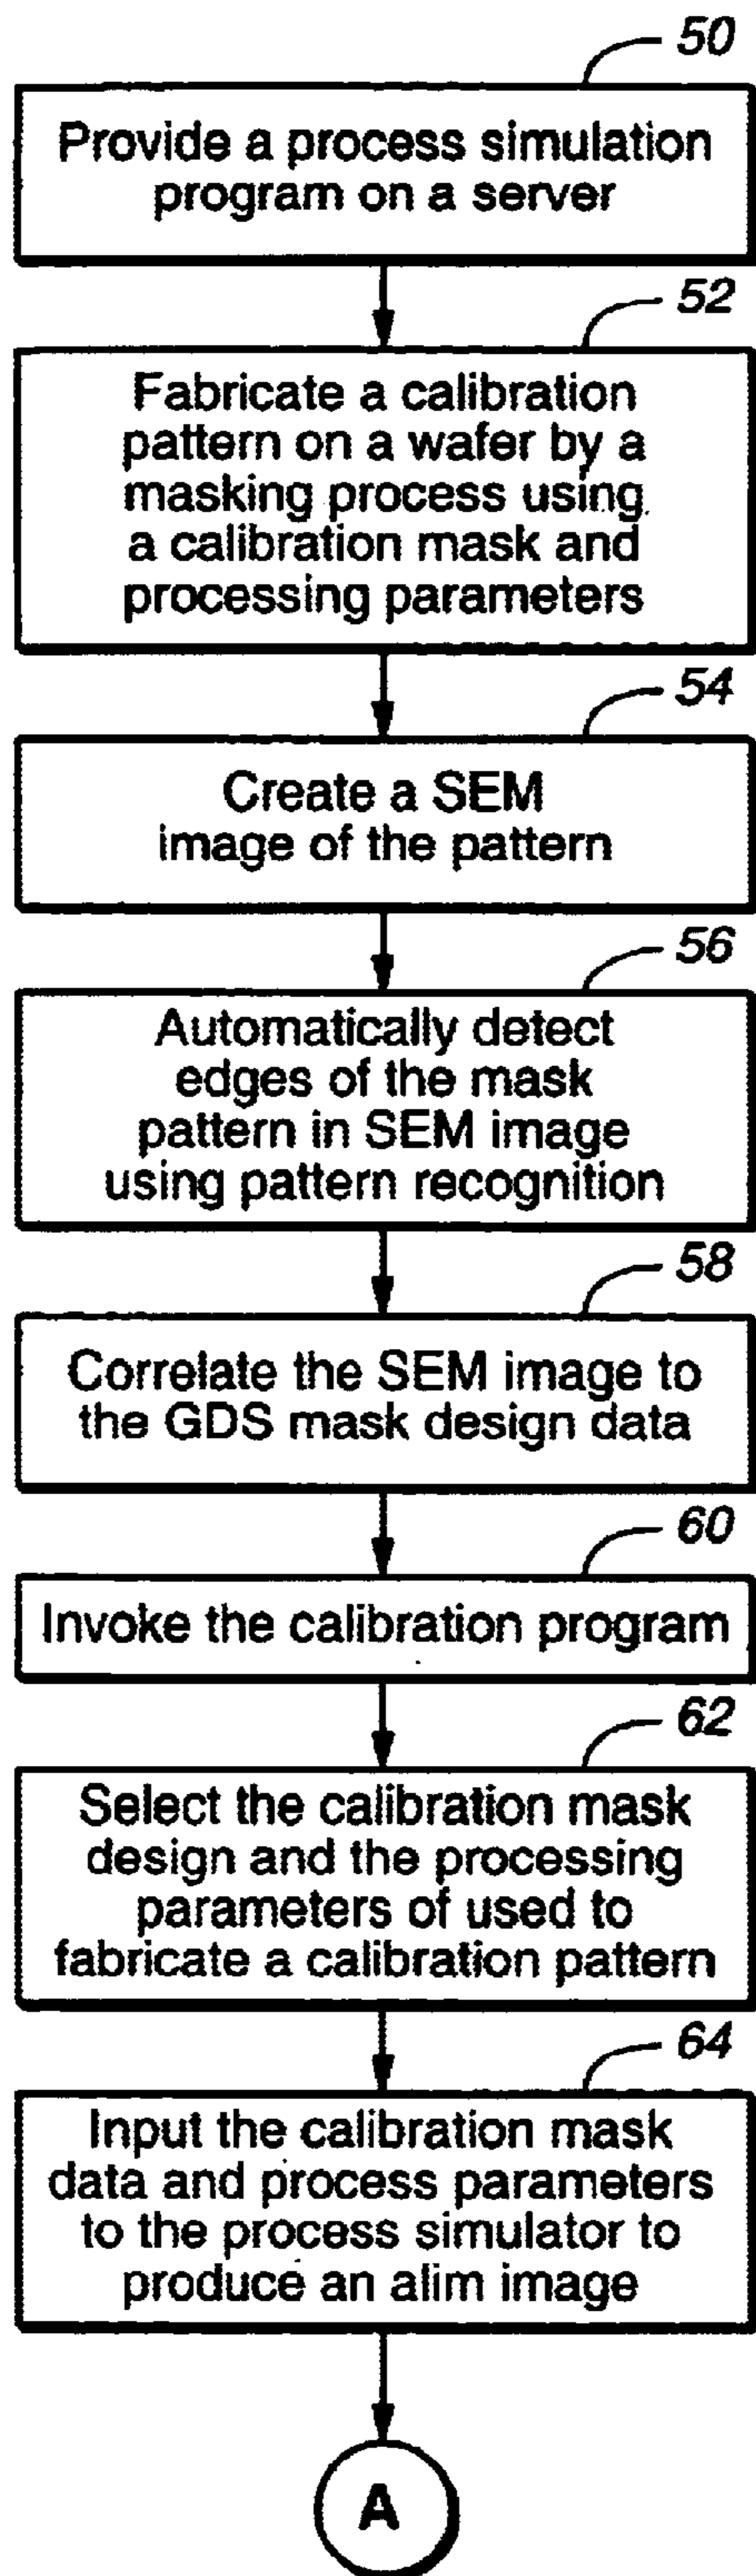 50
Provide a process simulation
program on a server
52
Fabricate a calibration
pattern on a wafer by a
masking process using
a calibration mask and
processing parameters
54
Create a SEM
image of the pattern
56
Automatically detect
edges of the mask
pattern in SEM image
using pattern recognition
58
Correlate the SEM image to
the GDS mask design data
60
Invoke the calibration program
62
Select the calibration mask
design and the processing
parameters of used to
fabricate a calibration pattern
64
Input the calibration mask
data and process parameters
to the process simulator to
produce an alim image
A